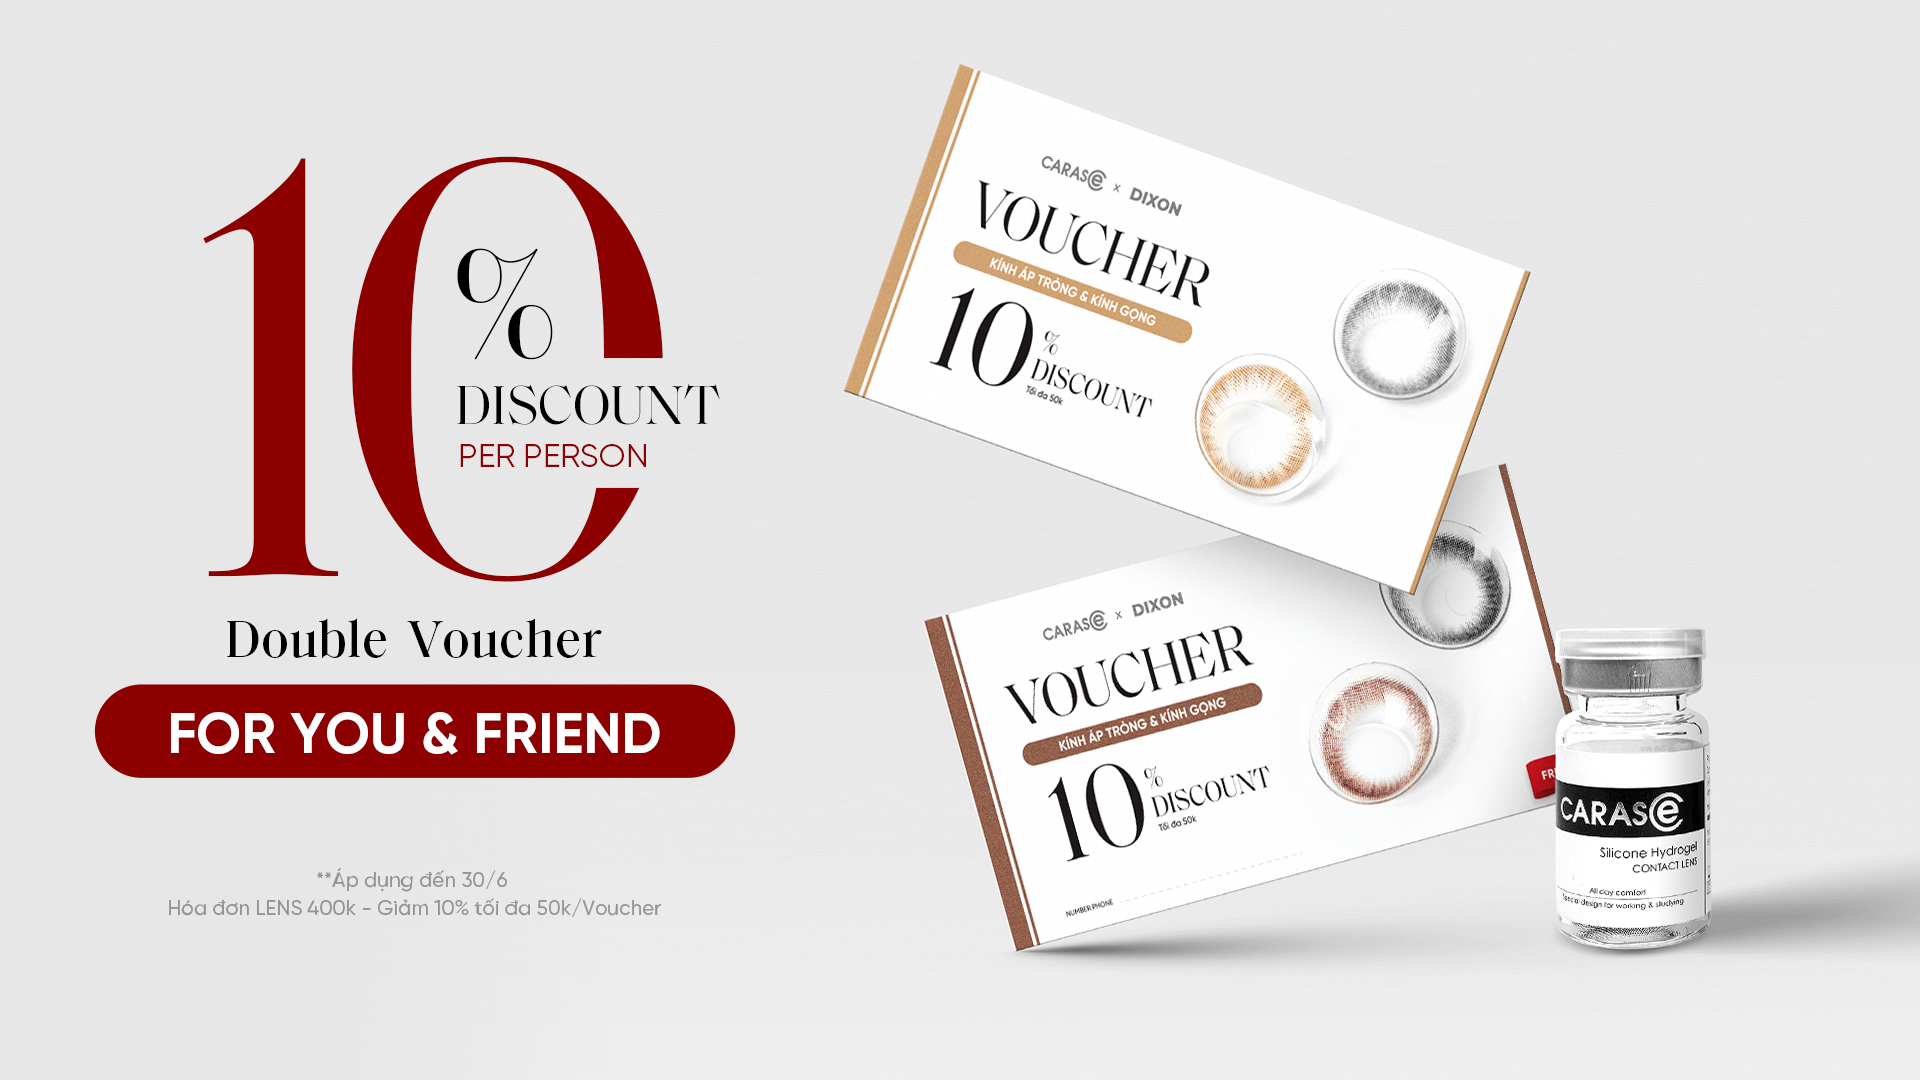 10
%
DISCOUNT
PER PERSON
Double Voucher
FOR YOU & FRIEND
**Áp dụng đến 30/6
Hóa đơn LENS 400k - Giảm 10% tối đa 50k/Voucher
CARASE x DIXON
VOUCHER
KÍNH ÁP TRÒNG & KÍNH GỌNG
10
%
DISCOUNT
Tối đa 50k
CARASE x DIXON
VOUCHER
KÍNH ÁP TRÒNG & KÍNH GỌNG
10
%
DISCOUNT
Tối đa 50k
NUMBER PHONE
CARASE
Silicone Hydrogel
CONTACT LENS
All day comfort
Special design for working & studying